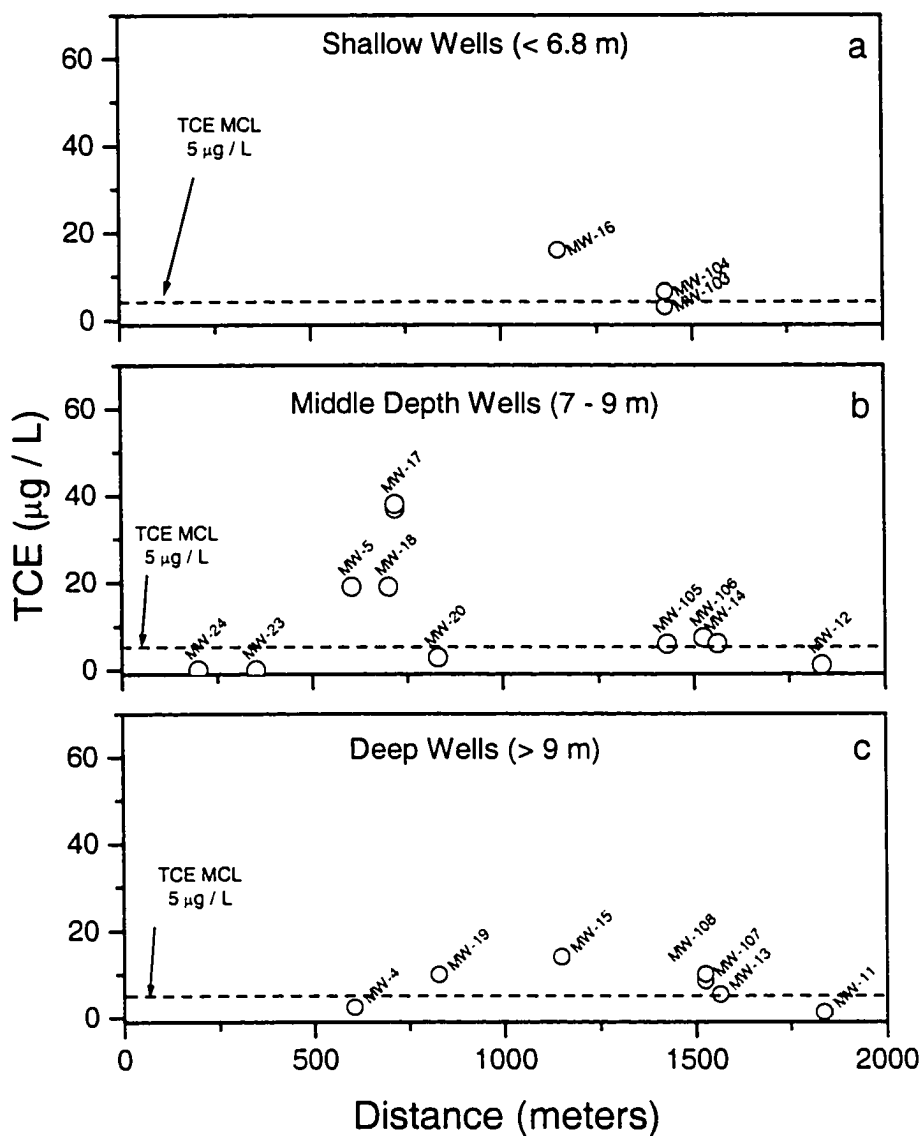 Shallow Wells (< 6.8 m)
a
60
40
20
0
TCE MCL
5 µg / L
MW-16
MW-104
MW-103
Middle Depth Wells (7 - 9 m)
b
60
40
20
0
TCE MCL
5 µg / L
MW-24
MW-23
MW-5
MW-18
MW-17
MW-20
MW-105
MW-106
MW-14
MW-12
TCE (µg / L)
Deep Wells (> 9 m)
c
60
40
20
0
TCE MCL
5 µg / L
MW-4
MW-19
MW-15
MW-108
MW-107
MW-13
MW-11
0 500 1000 1500 2000
Distance (meters)